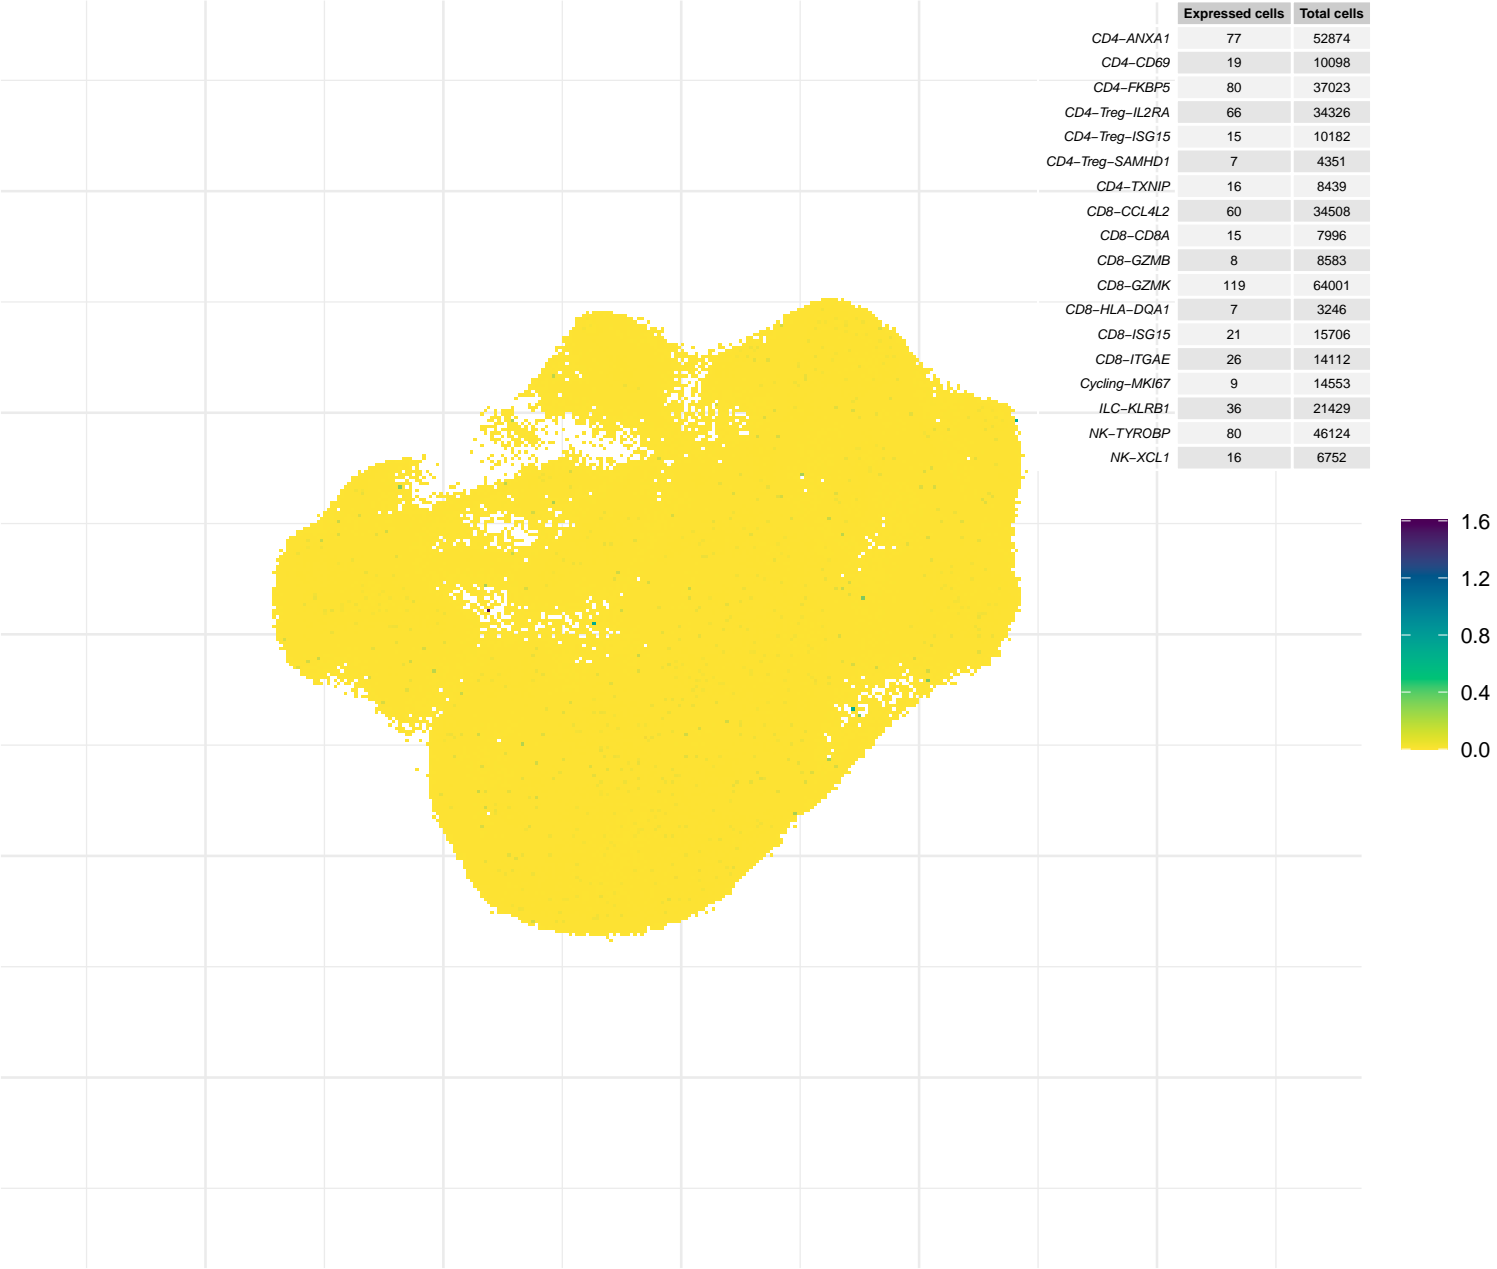 Expressed cells Total cells
CD4−ANXA1 77 52874
CD4−CD69 19 10098
CD4−FKBP5 80 37023
CD4−Treg−IL2RA 66 34326
CD4−Treg−ISG15 15 10182
CD4−Treg−SAMHD1 7 4351
CD4−TXNIP 16 8439
CD8−CCL4L2 60 34508
CD8−CD8A 15 7996
CD8−GZMB 8 8583
CD8−GZMK 119 64001
CD8−HLA−DQA1 7 3246
CD8−ISG15 21 15706
CD8−ITGAE 26 14112
Cycling−MKI67 9 14553
ILC−KLRB1 36 21429
NK−TYROBP 80 46124
NK−XCL1 16 6752
1.6
1.2
0.8
0.4
0.0